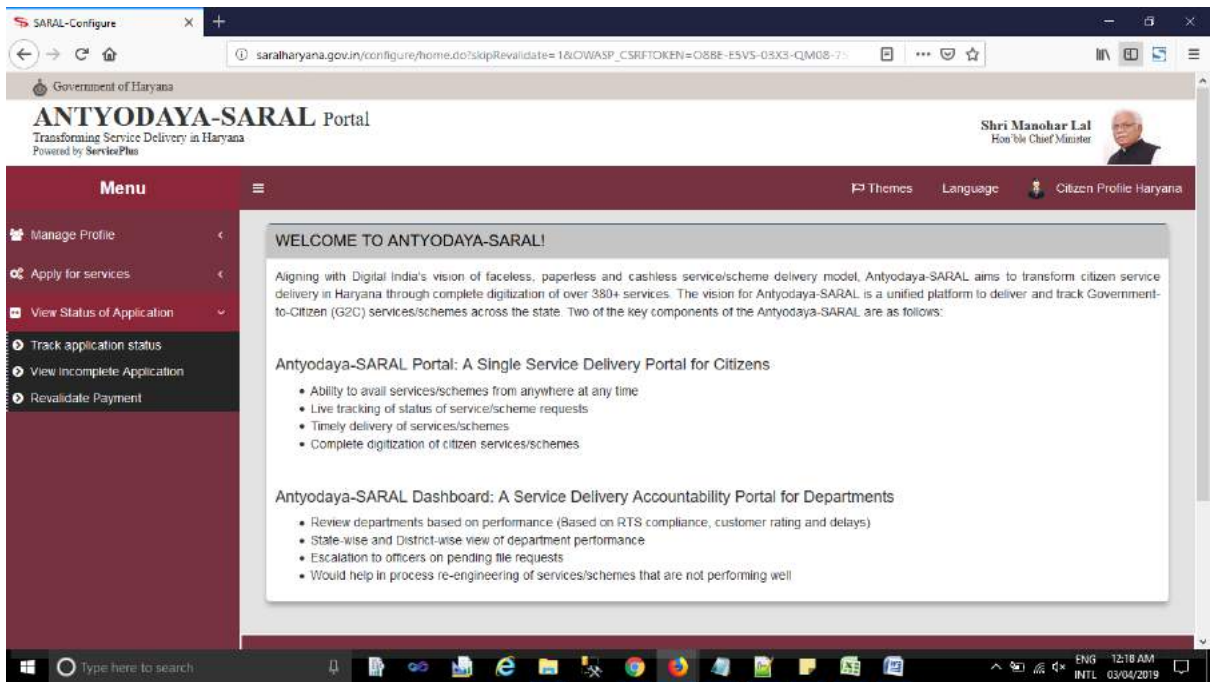 SARAL-Configure
saralharyana.gov.in/configure/home.do?skipRevalidate=1&OWASP_CSRFTOKEN=O8BE-E5VS-03X3-QM08-7
Government of Haryana
ANTYODAYA-SARAL Portal
Transforming Service Delivery in Haryana
Powered by ServicePlus
Shri Manohar Lal
Hon'ble Chief Minister
Menu
Themes Language Citizen Profile Haryana
Manage Profile
Apply for services
View Status of Application
Track application status
View Incomplete Application
Revalidate Payment
WELCOME TO ANTYODAYA-SARAL!
Aligning with Digital India's vision of faceless, paperless and cashless service/scheme delivery model, Antyodaya-SARAL aims to transform citizen service
delivery in Haryana through complete digitization of over 380+ services. The vision for Antyodaya-SARAL is a unified platform to deliver and track Government-
to-Citizen (G2C) services/schemes across the state. Two of the key components of the Antyodaya-SARAL are as follows:
Antyodaya-SARAL Portal: A Single Service Delivery Portal for Citizens
• Ability to avail services/schemes from anywhere at any time
• Live tracking of status of service/scheme requests
• Timely delivery of services/schemes
• Complete digitization of citizen services/schemes
Antyodaya-SARAL Dashboard: A Service Delivery Accountability Portal for Departments
• Review departments based on performance (Based on RTS compliance, customer rating and delays)
• State-wise and District-wise view of department performance
• Escalation to officers on pending file requests
• Would help in process re-engineering of services/schemes that are not performing well
Type here to search
ENG 12:18 AM
INTL 03/04/2019